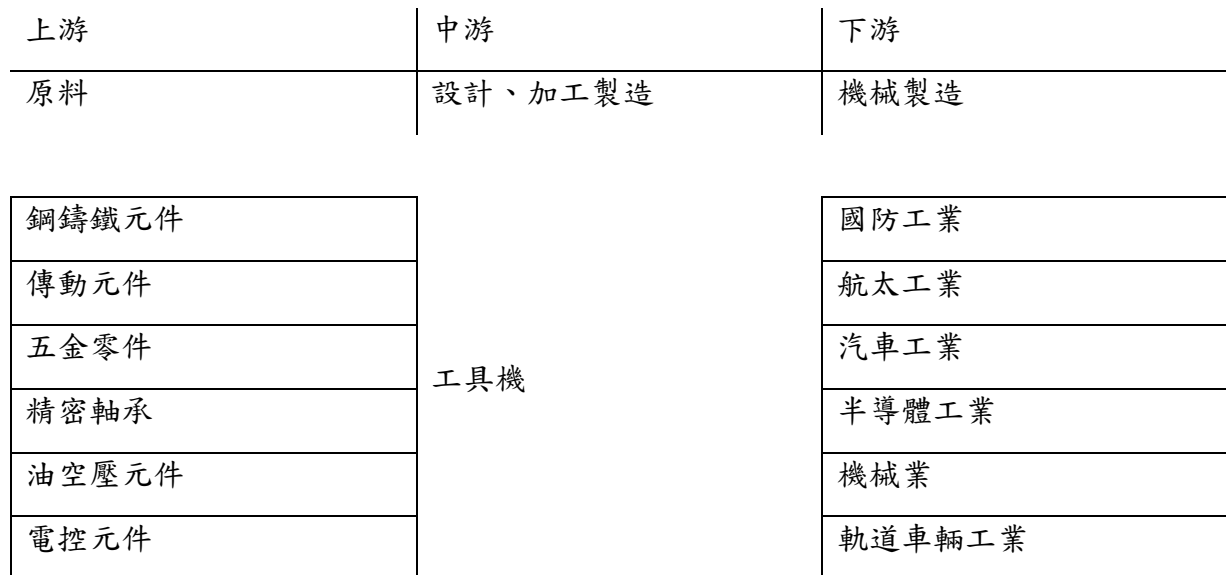 上游 中游 下游
原料 設計、加工製造 機械製造
鋼鑄鐵元件 國防工業
傳動元件 航太工業
五金零件 汽車工業
工具機
精密軸承 半導體工業
油空壓元件 機械業
電控元件 軌道車輛工業